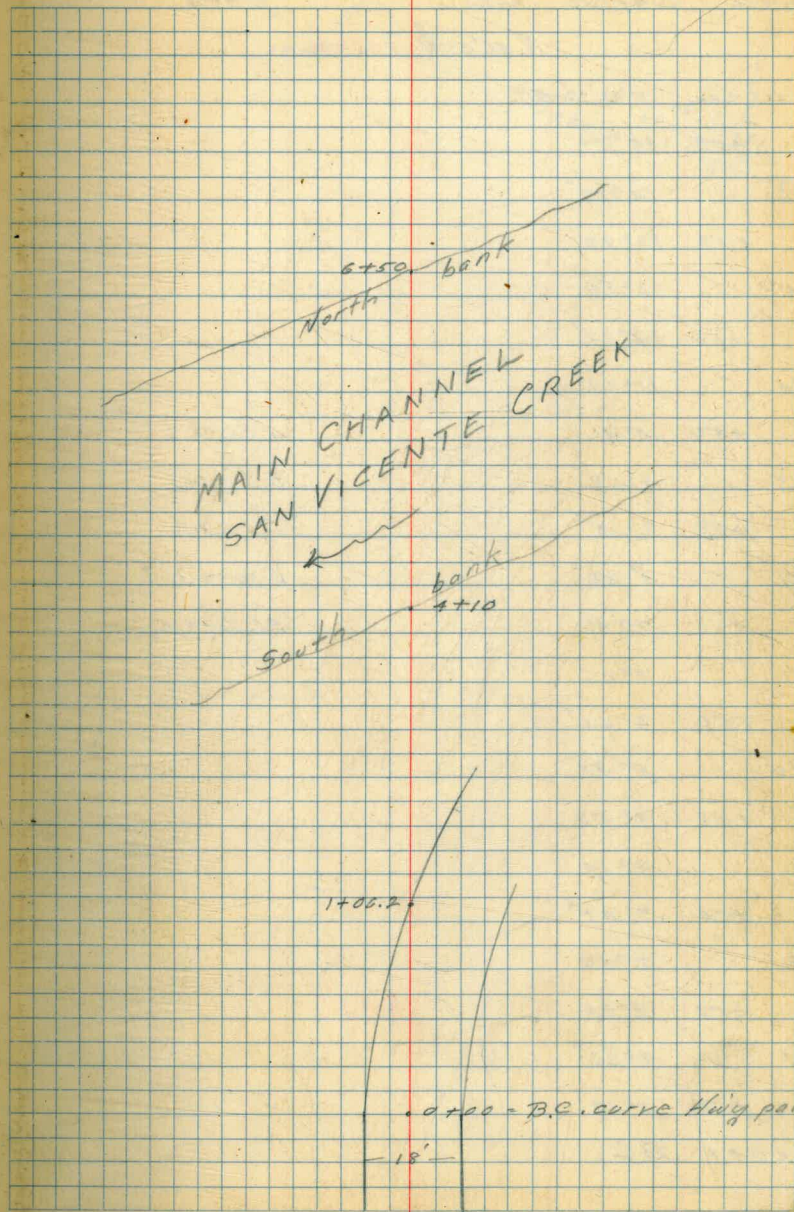 6+50
North bank
MAIN CHANNEL
SAN VICENTE CREEK
South bank
4+10
1+06.2
0+00 = B.C. curve Hwy
18'